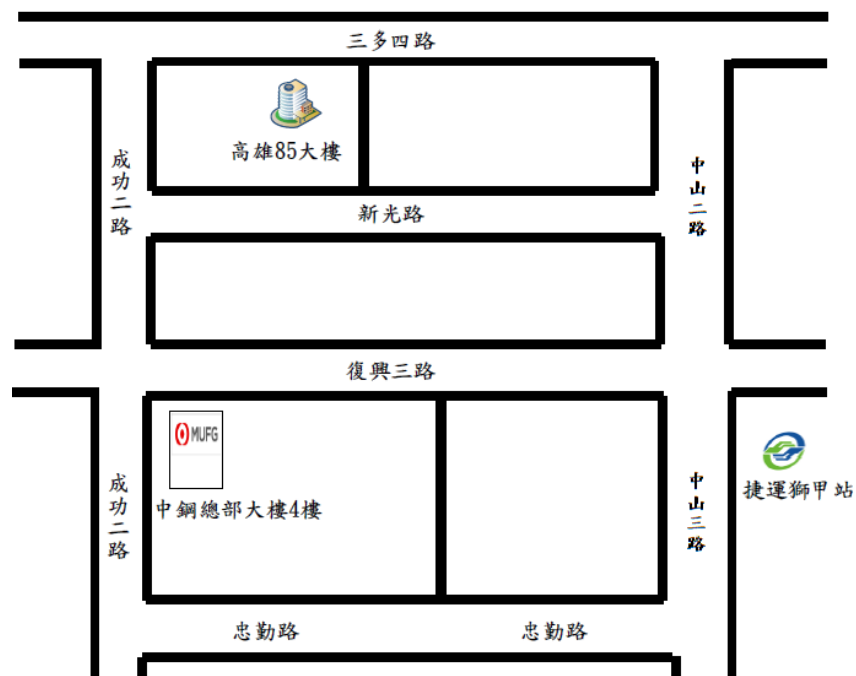 三多四路
高雄85大樓
成功二路
中山二路
新光路
復興三路
MUFG
中鋼總部大樓4樓
成功二路
中山三路
捷運獅甲站
忠勤路
忠勤路